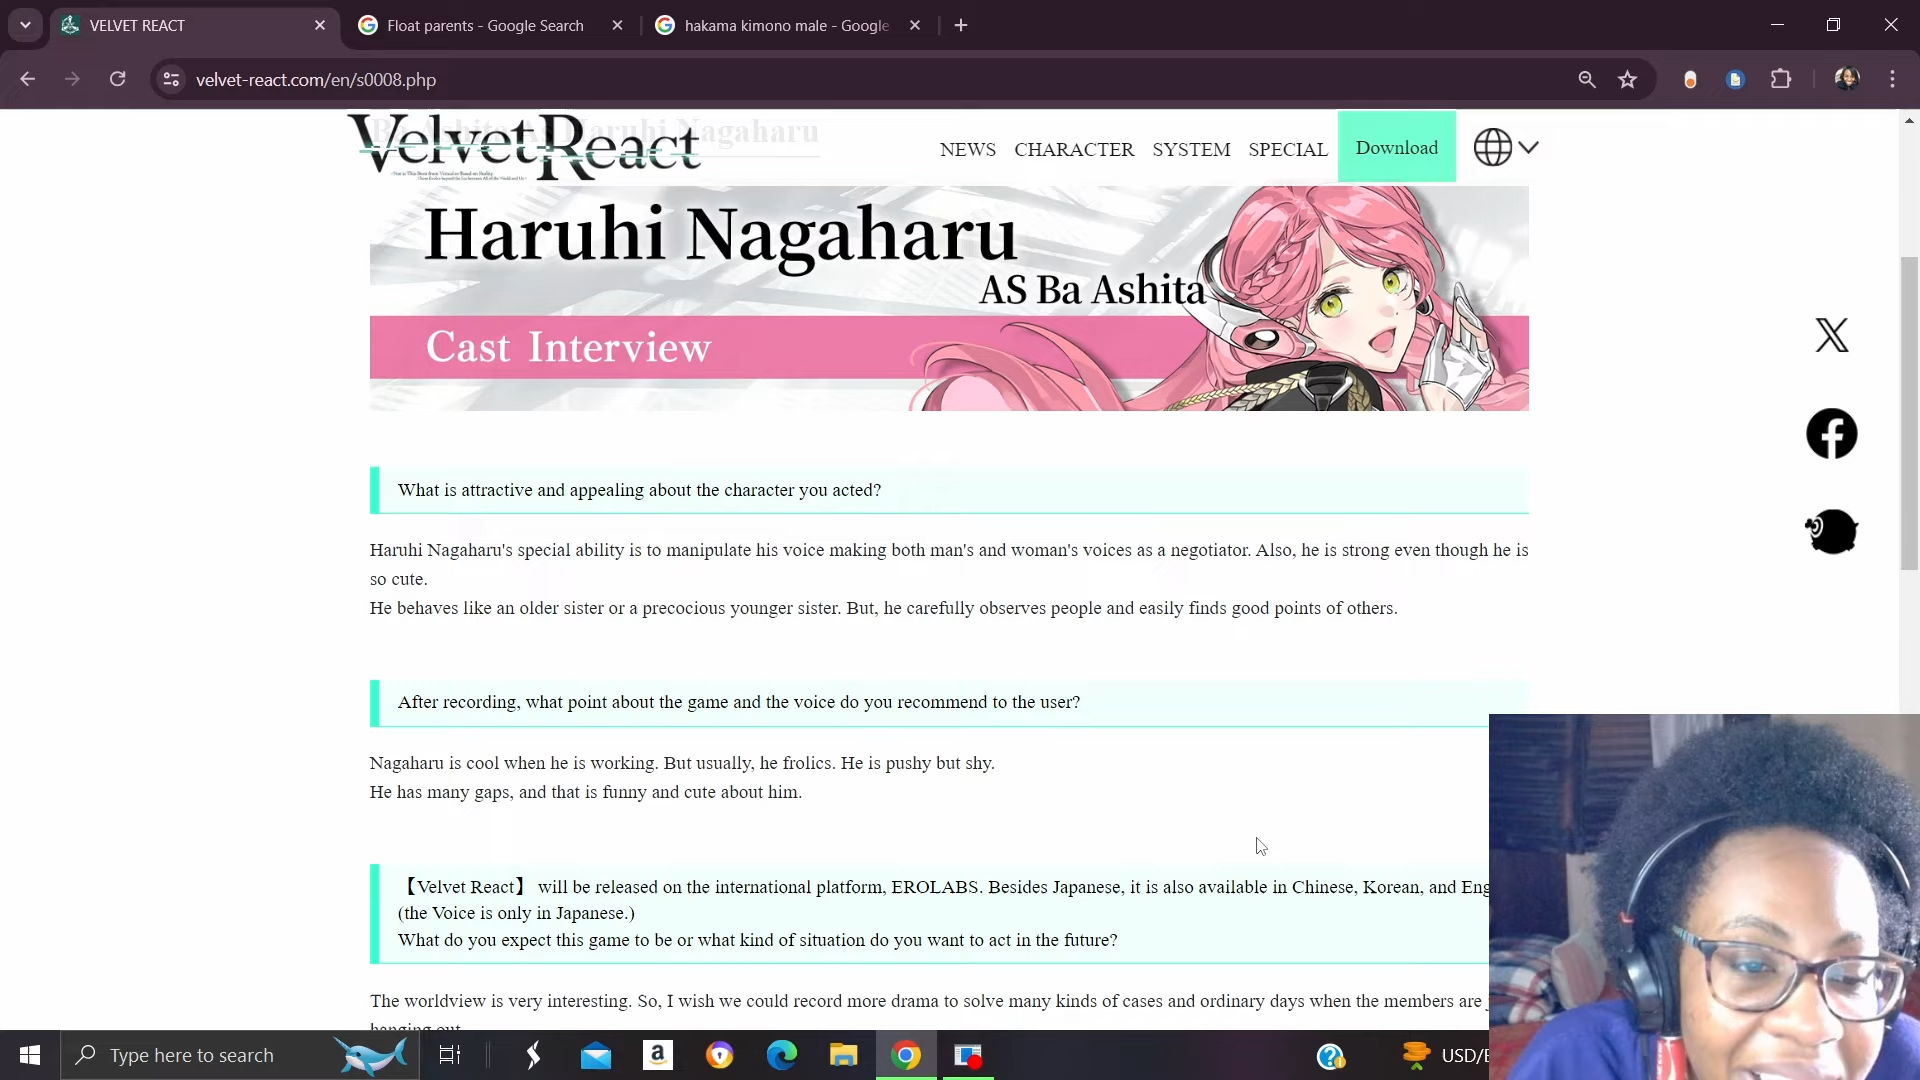 VELVET REACT
Float parents - Google Search
hakama kimono male - Google
velvet-react.com/en/s0008.php
Ba Ashita As Haruhi Nagaharu
Velvet React
NEWS CHARACTER SYSTEM SPECIAL Download
Haruhi Nagaharu
AS Ba Ashita
Cast Interview
What is attractive and appealing about the character you acted?
Haruhi Nagaharu's special ability is to manipulate his voice making both man's and woman's voices as a negotiator. Also, he is strong even though he is
so cute.
He behaves like an older sister or a precocious younger sister. But, he carefully observes people and easily finds good points of others.
After recording, what point about the game and the voice do you recommend to the user?
Nagaharu is cool when he is working. But usually, he frolics. He is pushy but shy.
He has many gaps, and that is funny and cute about him.
【Velvet React】 will be released on the international platform, EROLABS. Besides Japanese, it is also available in Chinese, Korean, and Eng
(the Voice is only in Japanese.)
What do you expect this game to be or what kind of situation do you want to act in the future?
The worldview is very interesting. So, I wish we could record more drama to solve many kinds of cases and ordinary days when the members are
hanging out
Type here to search
USD/E